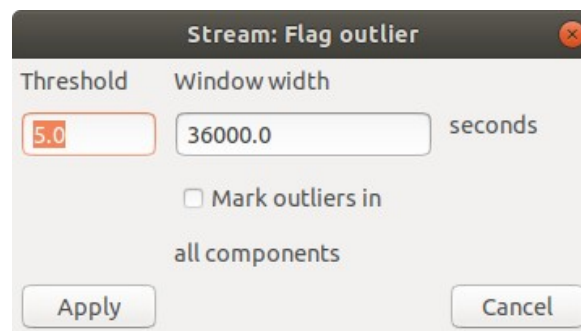 Stream: Flag outlier
Threshold Window width
5.0 36000.0 seconds
Mark outliers in
all components
Apply Cancel